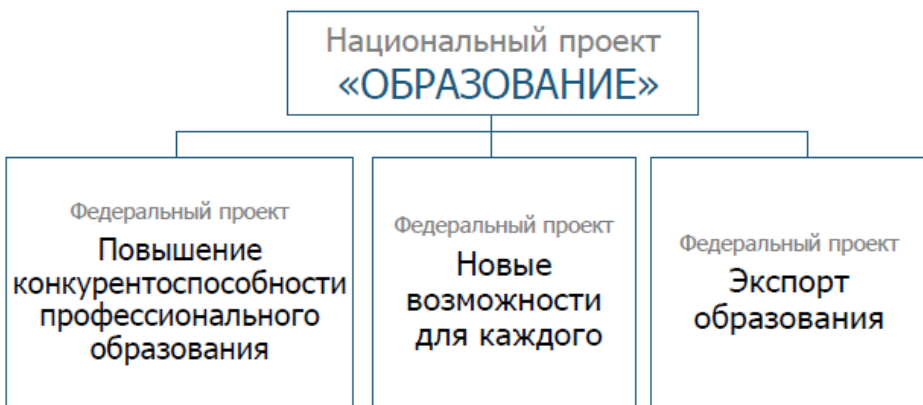 Национальный проект
«ОБРАЗОВАНИЕ»
Федеральный проект
Повышение
конкурентоспособности
профессионального
образования
Федеральный проект
Новые
возможности
для каждого
Федеральный проект
Экспорт
образования